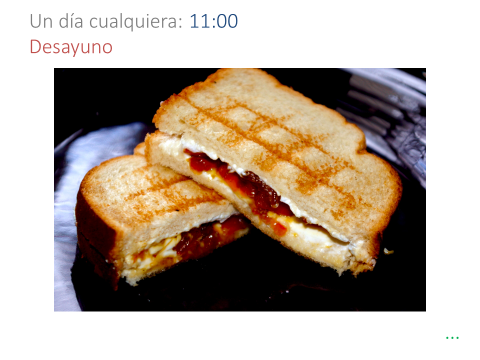 Un día cualquiera: 11:00
Desayuno
...